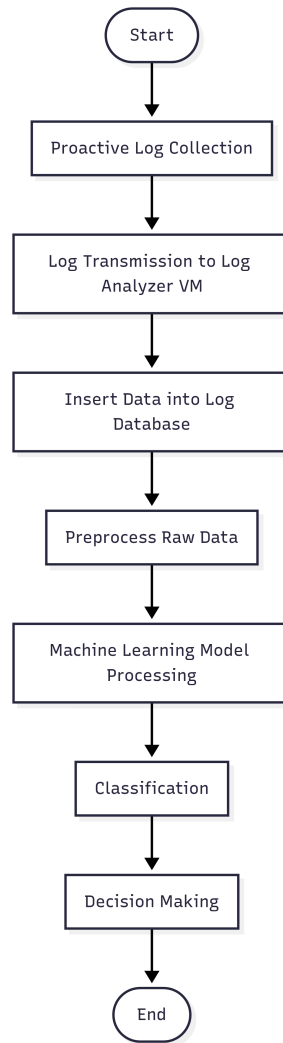 Start
Proactive Log Collection
Log Transmission to Log
Analyzer VM
Insert Data into Log
Database
Preprocess Raw Data
Machine Learning Model
Processing
Classification
Decision Making
End